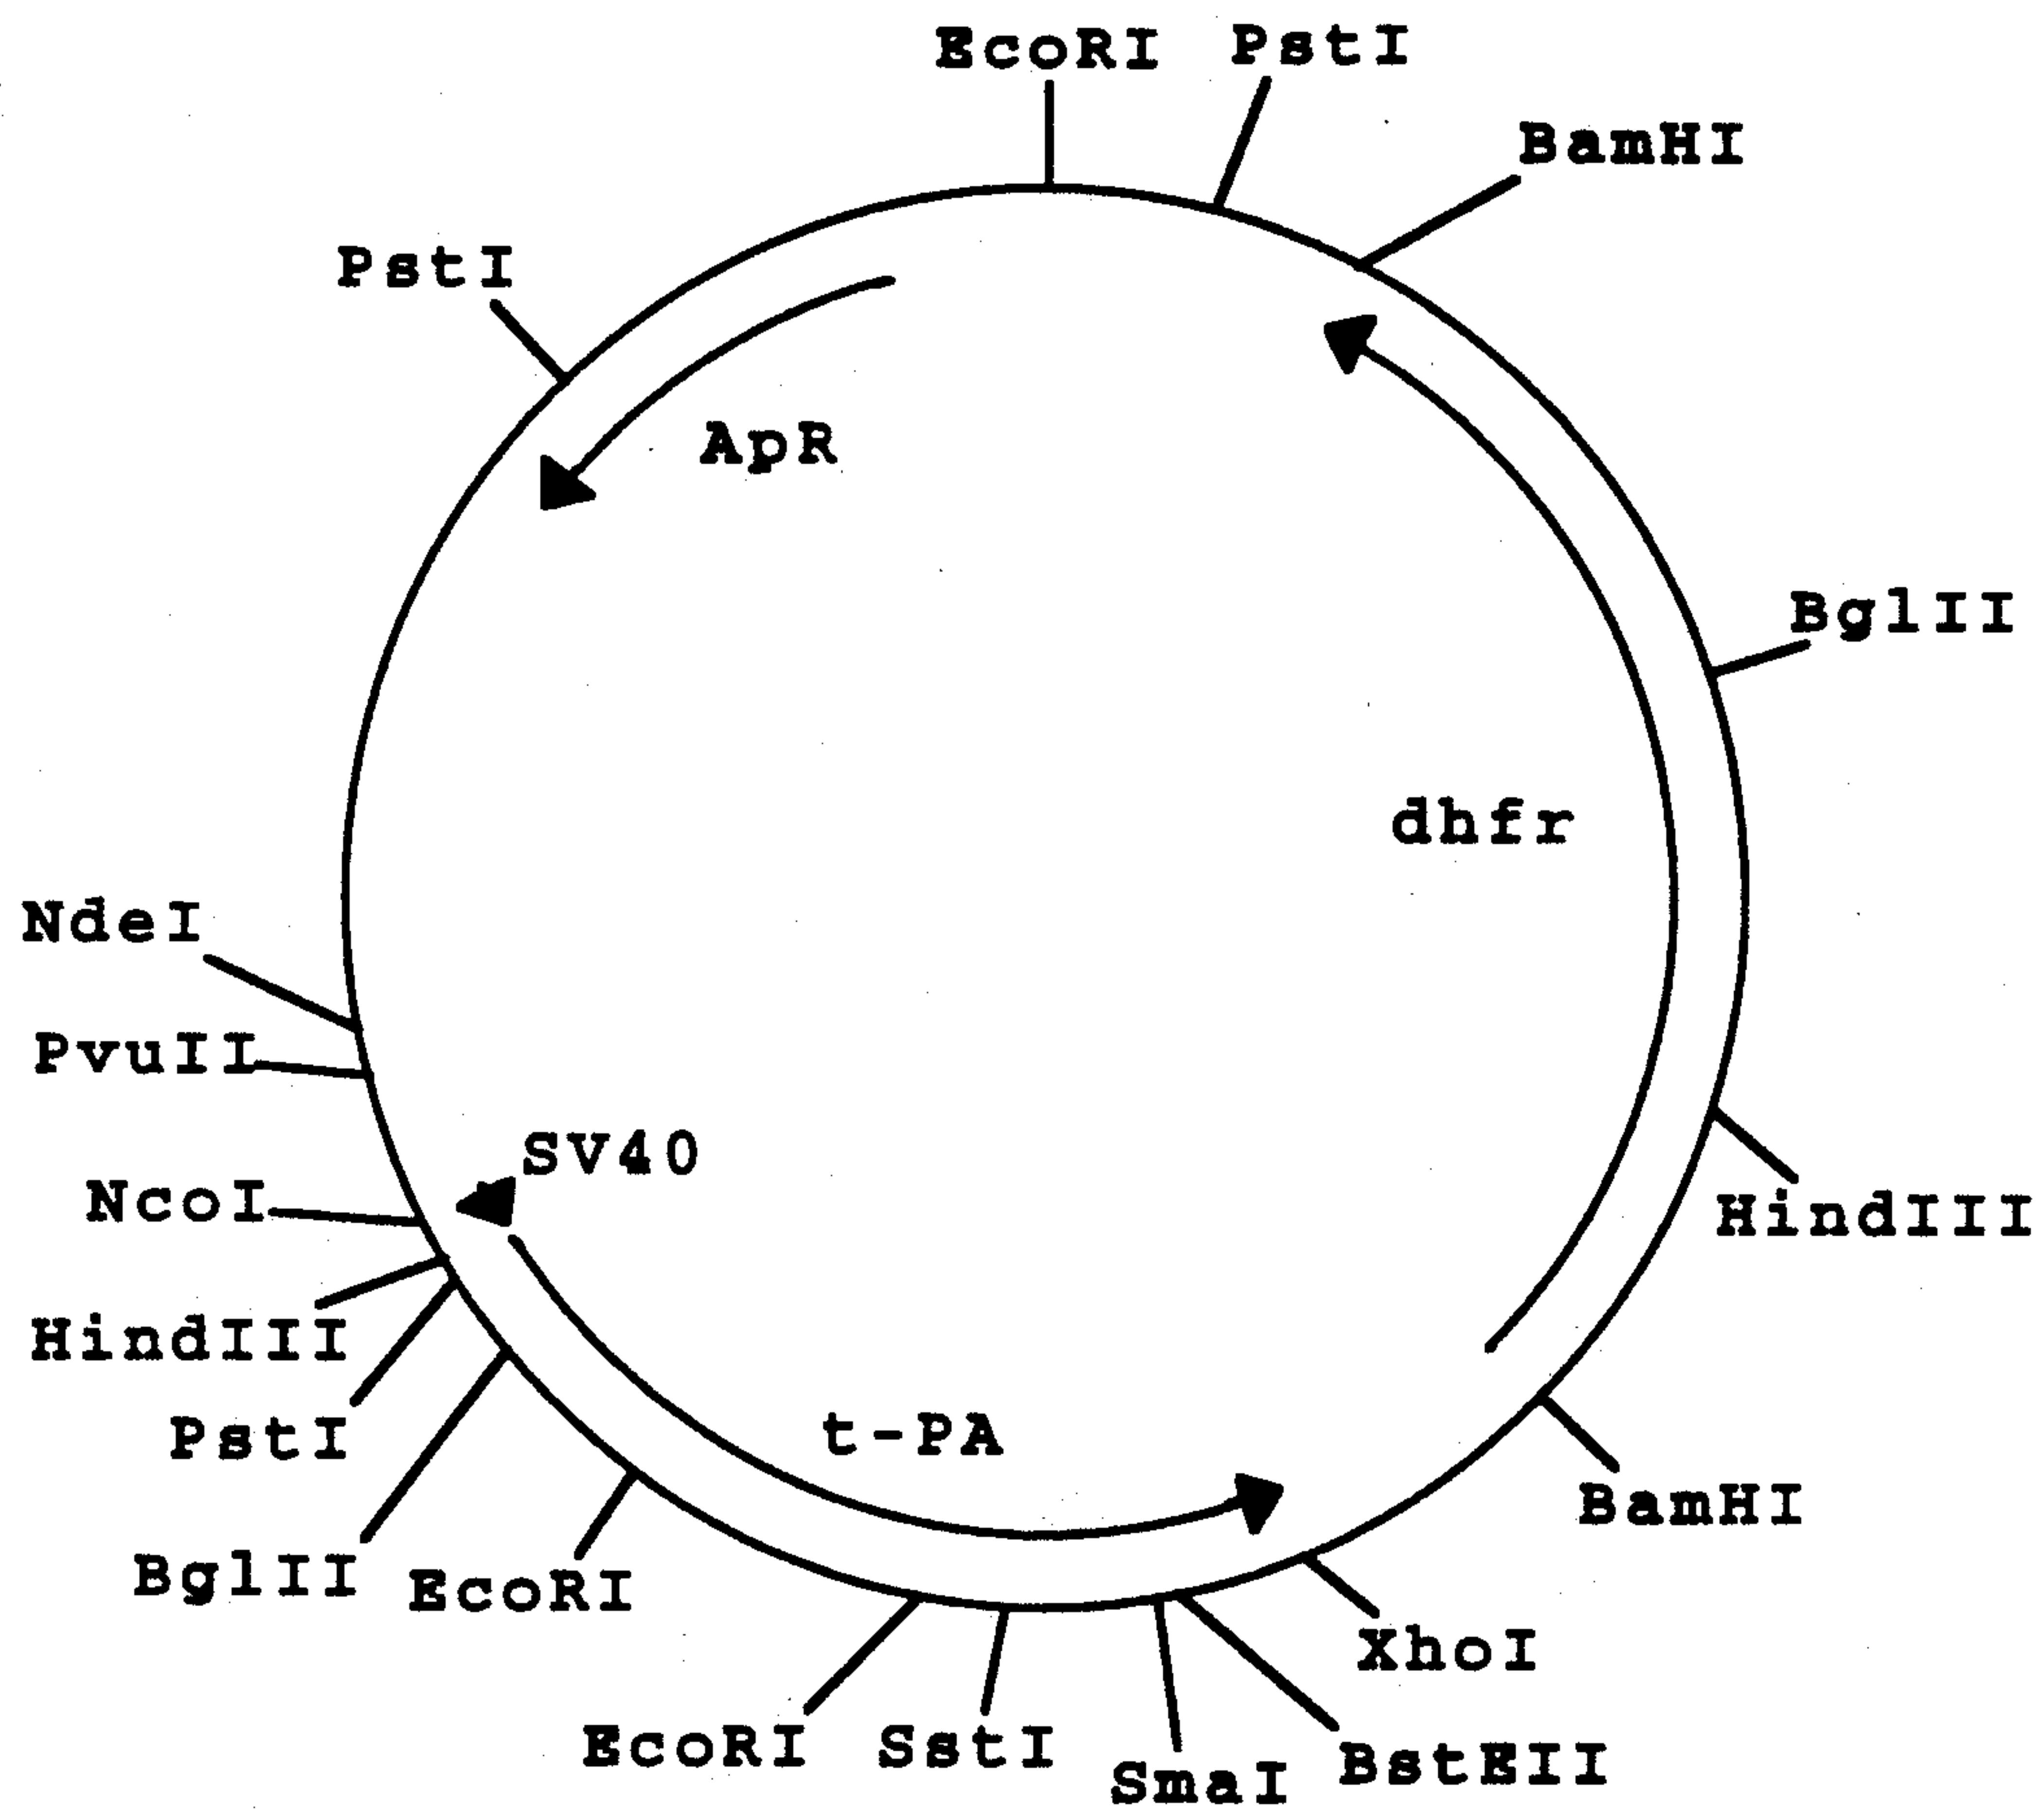 EcoRI
PstI
BamHI
PstI
ApR
BglII
dhfr
NdeI
PvuII
SV40
NcoI
HindIII
HindIII
PstI
t-PA
BamHI
BglII
EcoRI
XhoI
EcoRI
SstI
SmaI
BstEII